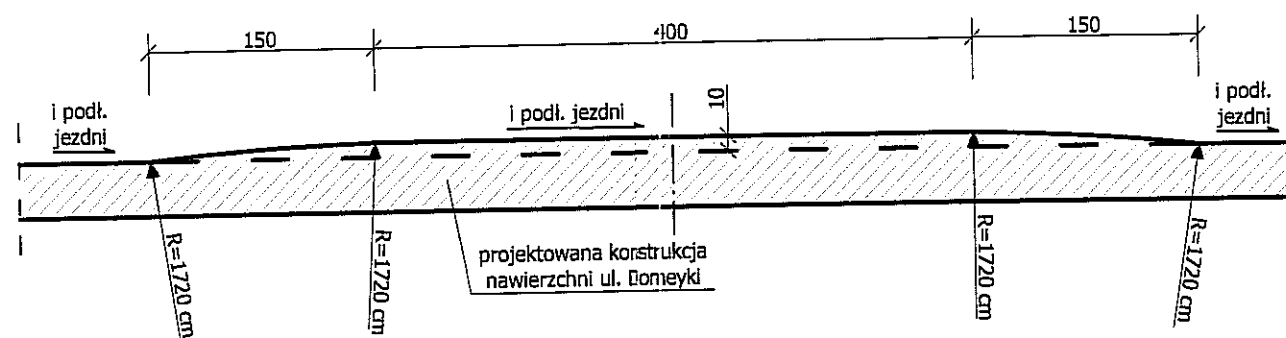 150
400
150
i podł.
jezdni
i podł. jezdni
10
i podł.
jezdni
R=1720 cm
R=1720 cm
projektowana konstrukcja
nawierzchni ul. Domeyki
R=1720 cm
R=1720 cm